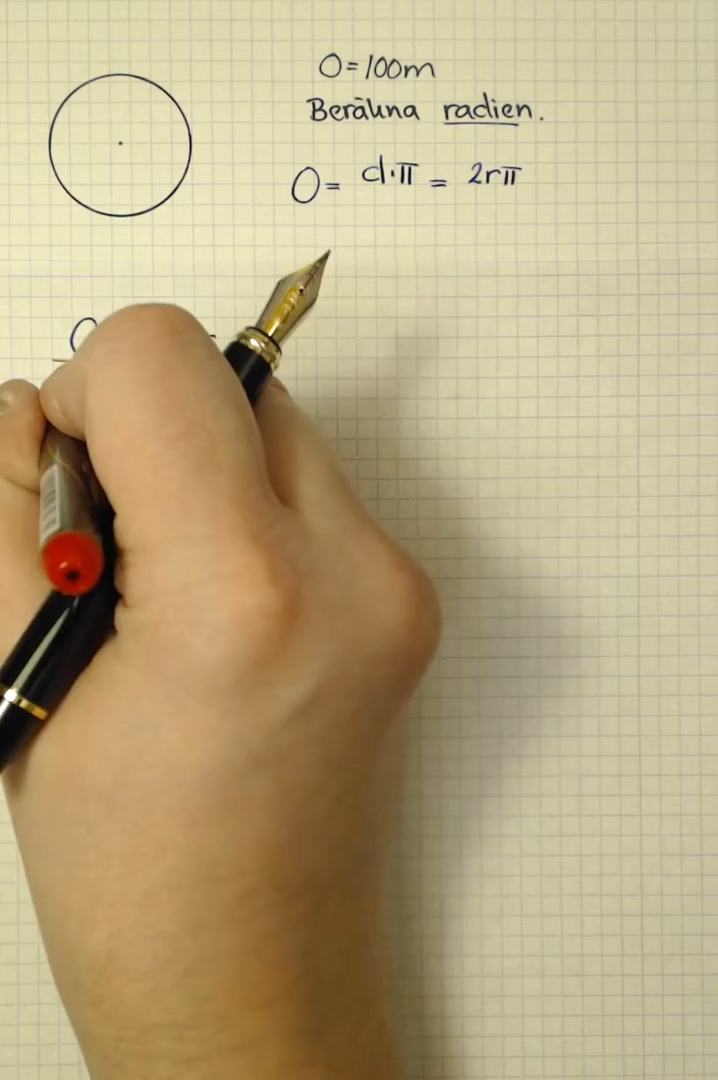 O=100m
Beräkna radien.
O= d·π = 2rπ